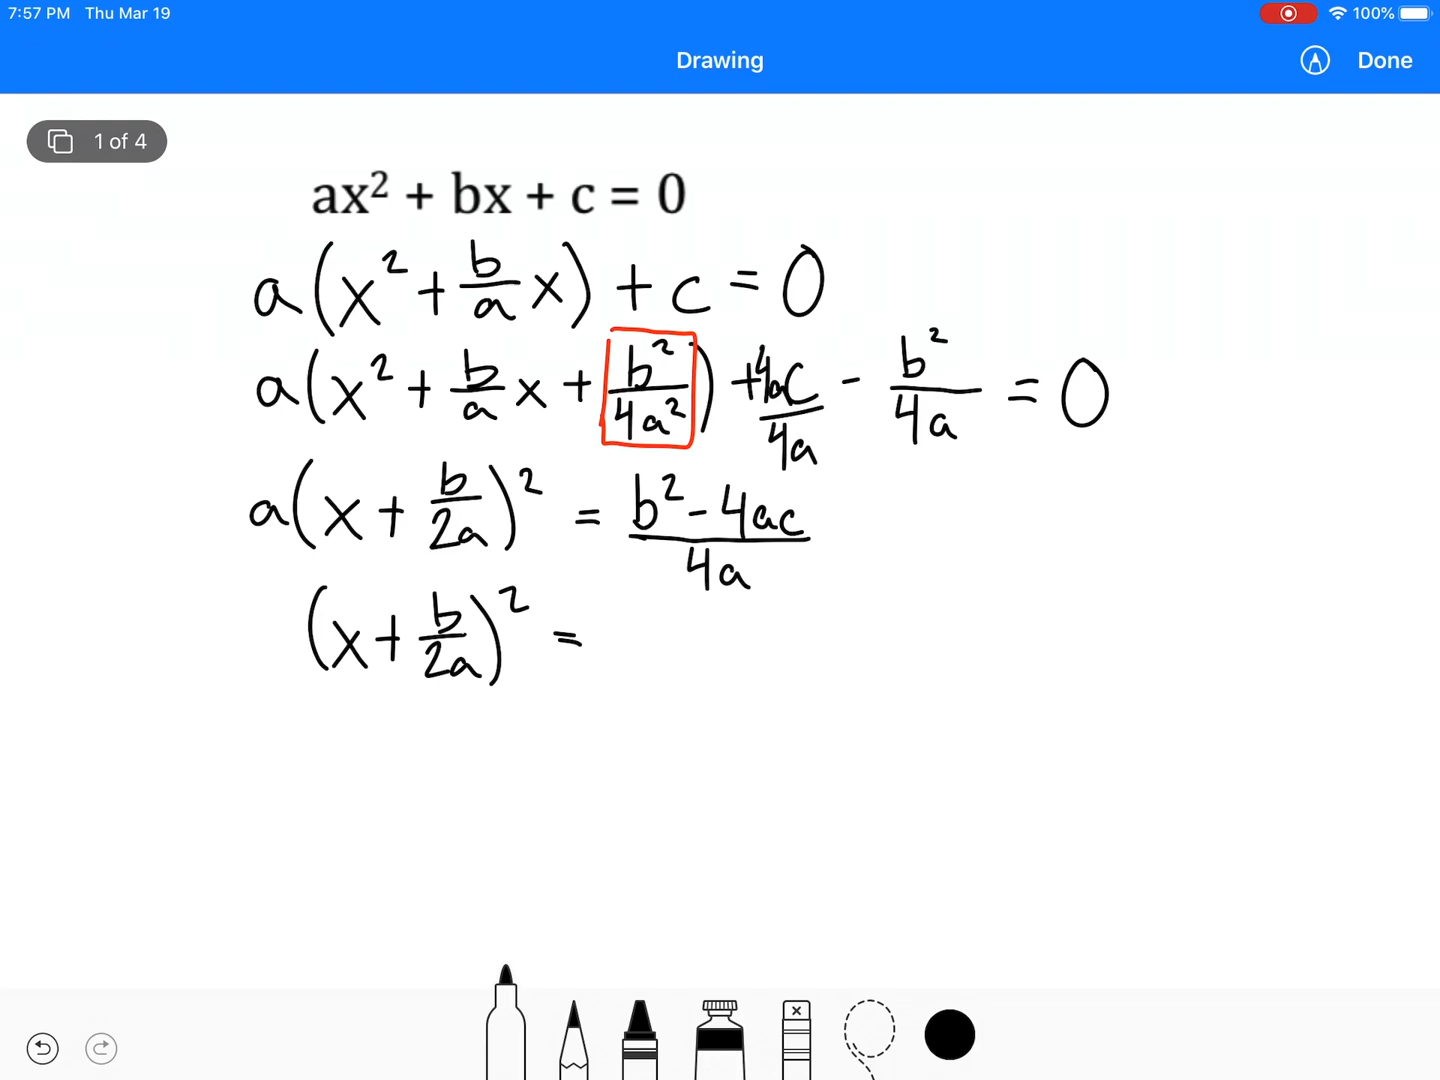 7:57 PM Thu Mar 19 100%
Drawing
Done
1 of 4
ax² + bx + c = 0
a(x² + b/a x) + c = 0
a(x² + b/a x + b²/4a²) + 4ac/4a - b²/4a = 0
a(x + b/2a)² = b² - 4ac/4a
(x + b/2a)² =